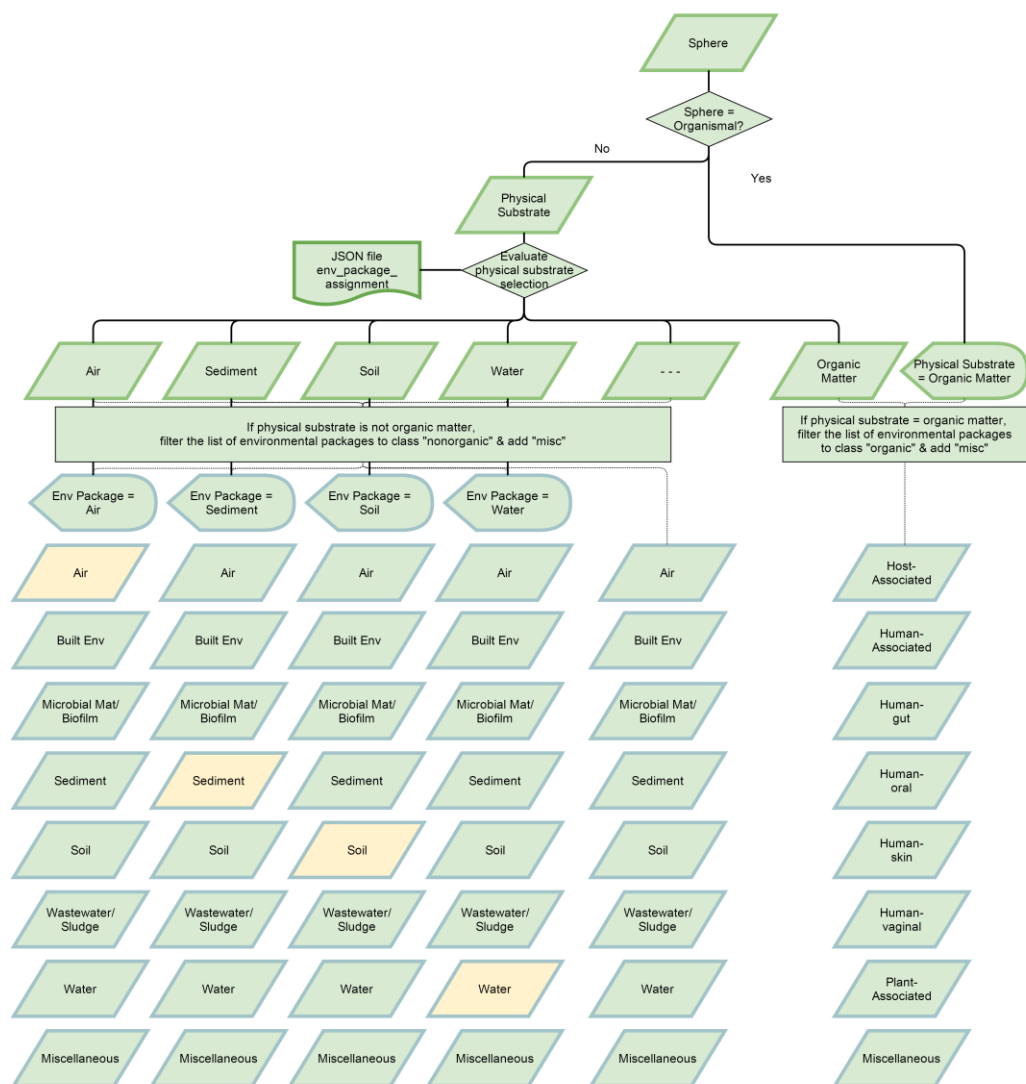 Sphere
Sphere =
Organismal?
No
Yes
Physical
Substrate
JSON file
env_package_
assignment
Evaluate
physical substrate
selection
Air
Sediment
Soil
Water
- - -
Organic
Matter
Physical Substrate
= Organic Matter
If physical substrate is not organic matter,
filter the list of environmental packages to class "nonorganic" & add "misc"
If physical substrate = organic matter,
filter the list of environmental packages
to class "organic" & add "misc"
Env Package =
Air
Env Package =
Sediment
Env Package =
Soil
Env Package =
Water
Air
Air
Air
Air
Air
Host-
Associated
Built Env
Built Env
Built Env
Built Env
Built Env
Human-
Associated
Microbial Mat/
Biofilm
Microbial Mat/
Biofilm
Microbial Mat/
Biofilm
Microbial Mat/
Biofilm
Microbial Mat/
Biofilm
Human-
gut
Sediment
Sediment
Sediment
Sediment
Sediment
Human-
oral
Soil
Soil
Soil
Soil
Soil
Human-
skin
Wastewater/
Sludge
Wastewater/
Sludge
Wastewater/
Sludge
Wastewater/
Sludge
Wastewater/
Sludge
Human-
vaginal
Water
Water
Water
Water
Water
Plant-
Associated
Miscellaneous
Miscellaneous
Miscellaneous
Miscellaneous
Miscellaneous
Miscellaneous